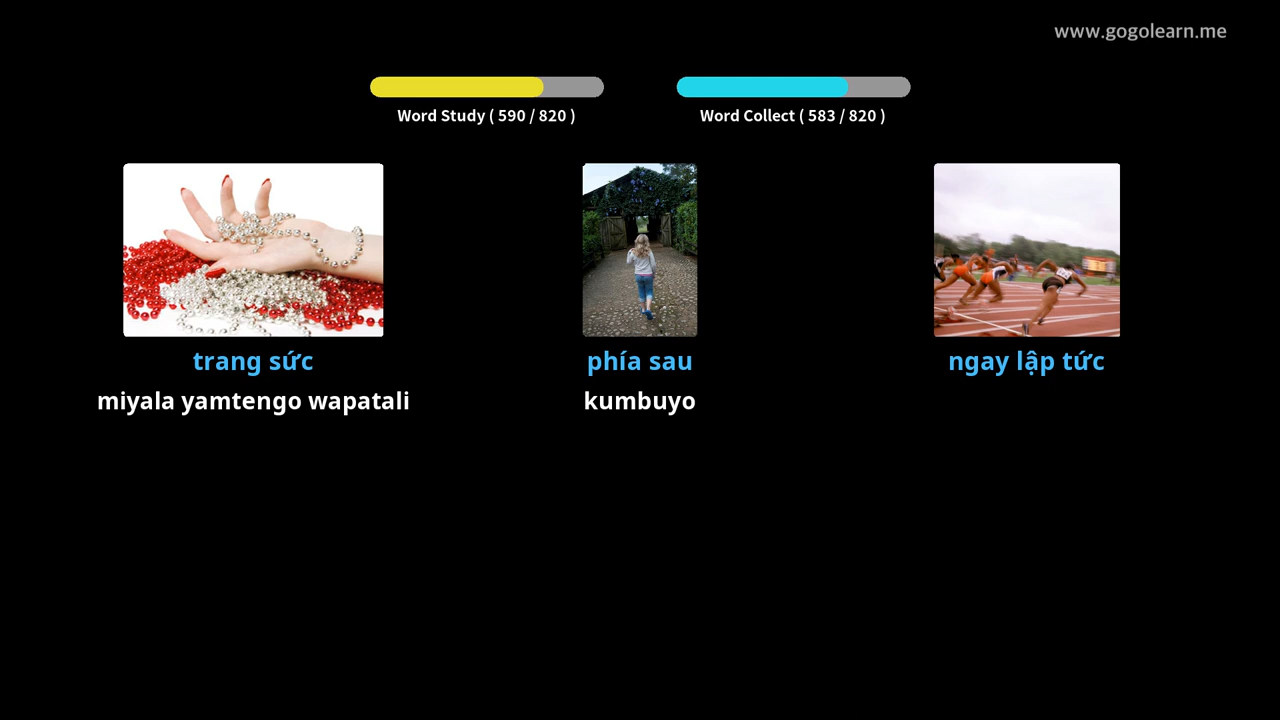 www.gogolearn.me
Word Study ( 590 / 820 )
Word Collect ( 583 / 820 )
trang sức
phía sau
ngay lập tức
miyala yamtengo wapatali
kumbuyo